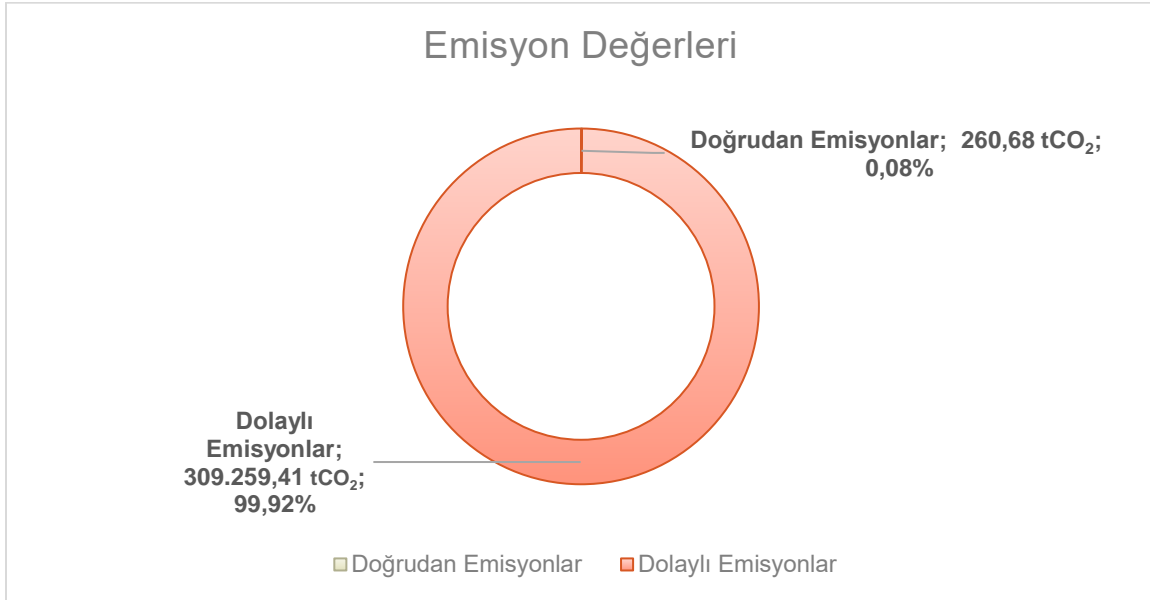 Emisyon Değerleri
Doğrudan Emisyonlar; 260,68 tCO₂;
0,08%
Dolaylı
Emisyonlar;
309.259,41 tCO₂;
99,92%
Doğrudan Emisyonlar
Dolaylı Emisyonlar